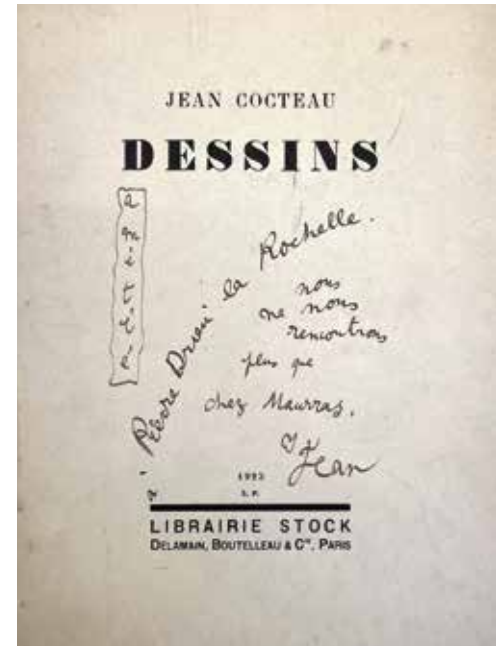 JEAN COCTEAU
DESSINS
à Pierre Drieu la Rochelle.
nous
ne nous
rencontrons
plus que
chez Maurras.
Jean
1923
S. P.
LIBRAIRIE STOCK
DELAMAIN, BOUTELLEAU & Cie, PARIS